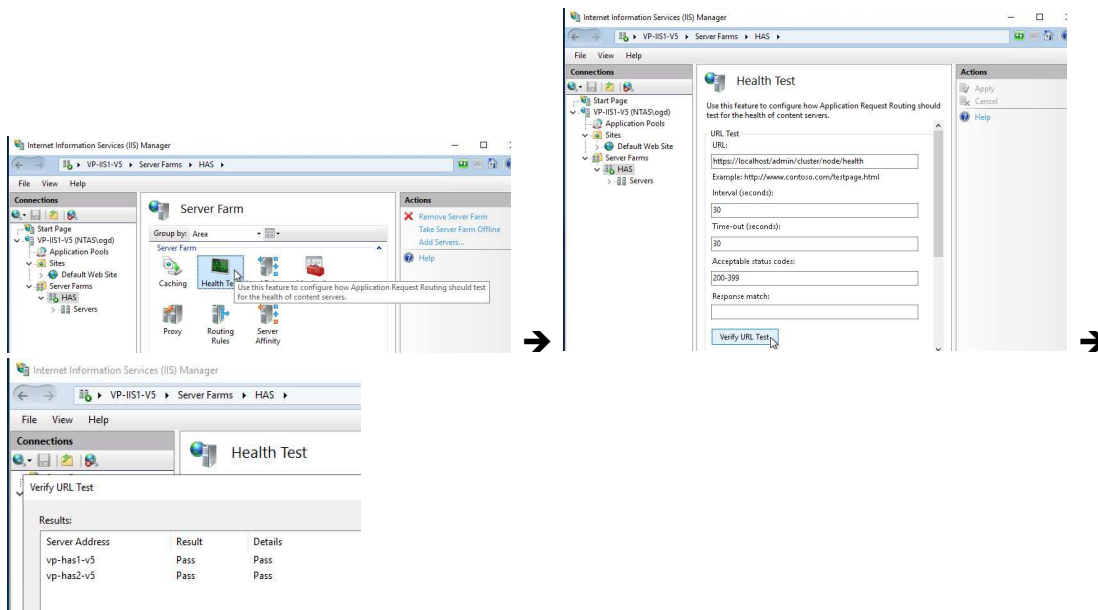 Internet Information Services (IIS) Manager
VP-IIS1-V5 Server Farms HAS
File View Help
Connections
Start Page
VP-IIS1-V5 (NTAS\ogd)
Application Pools
Sites
Default Web Site
Server Farms
HAS
Servers
Server Farm
Group by: Area
Server Farm
Caching
Health Te
Use this feature to configure how Application Request Routing should test
for the health of content servers.
Proxy
Routing
Rules
Server
Affinity
Actions
Remove Server Farm
Take Server Farm Offline
Add Servers...
Help
Internet Information Services (IIS) Manager
VP-IIS1-V5 Server Farms HAS
File View Help
Connections
Start Page
VP-IIS1-V5 (NTAS\ogd)
Application Pools
Sites
Default Web Site
Server Farms
HAS
Servers
Health Test
Use this feature to configure how Application Request Routing should
test for the health of content servers.
URL Test
URL:
https://localhost/admin/cluster/node/health
Example: http://www.contoso.com/testpage.html
Interval (seconds):
30
Time-out (seconds):
30
Acceptable status codes:
200-399
Response match:
Verify URL Test
Actions
Apply
Cancel
Help
Internet Information Services (IIS) Manager
VP-IIS1-V5 Server Farms HAS
File View Help
Connections
Health Test
Verify URL Test
Results:
Server Address Result Details
vp-has1-v5 Pass Pass
vp-has2-v5 Pass Pass